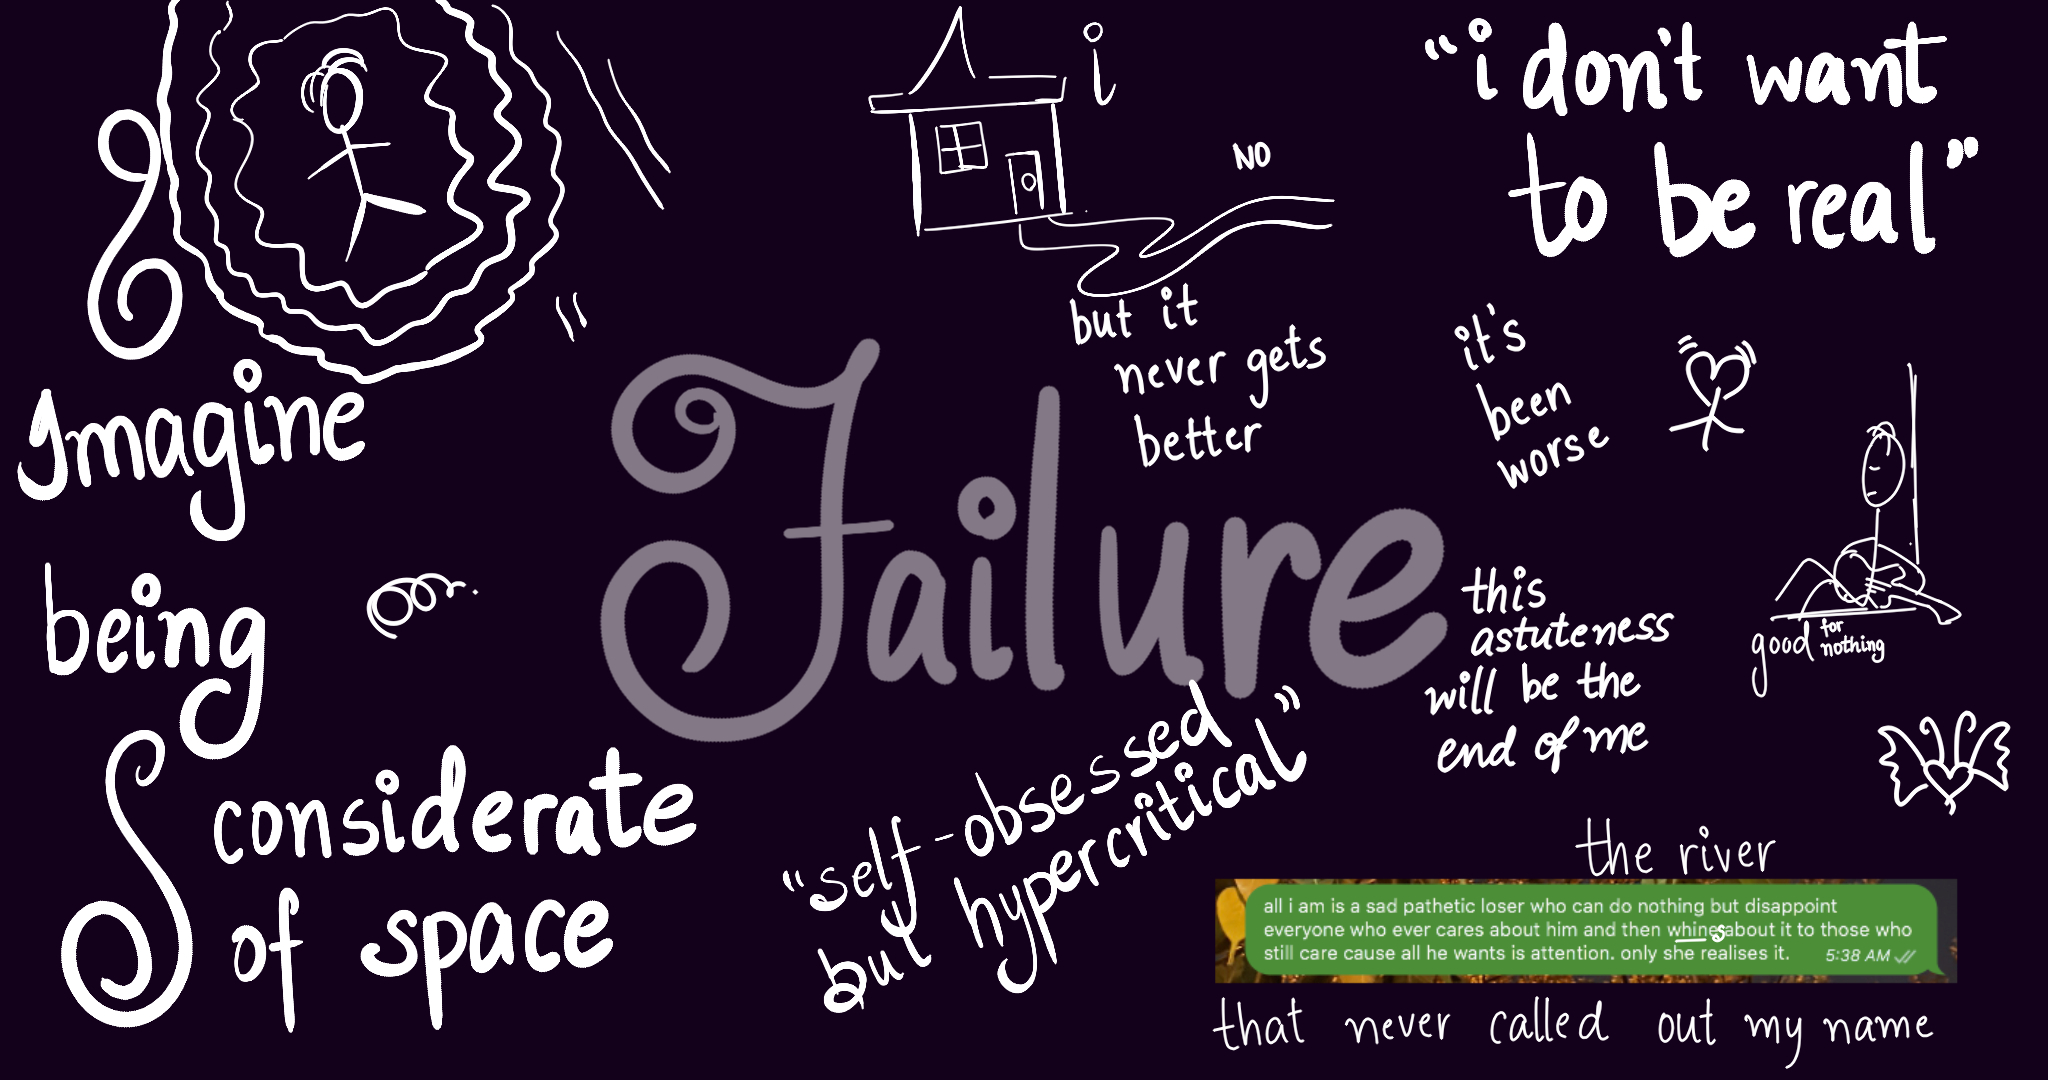 Imagine
being
considerate
of space
i
NO
but it
never gets
better
Failure
"self-obsessed
but hypercritical"
"i don't want
to be real"
it's
been
worse
this
astuteness
will be the
end of me
good for
nothing
the river
all i am is a sad pathetic loser who can do nothing but disappoint
everyone who ever cares about him and then whines about it to those who
still care cause all he wants is attention. only she realises it.
5:38 AM
that never called out my name